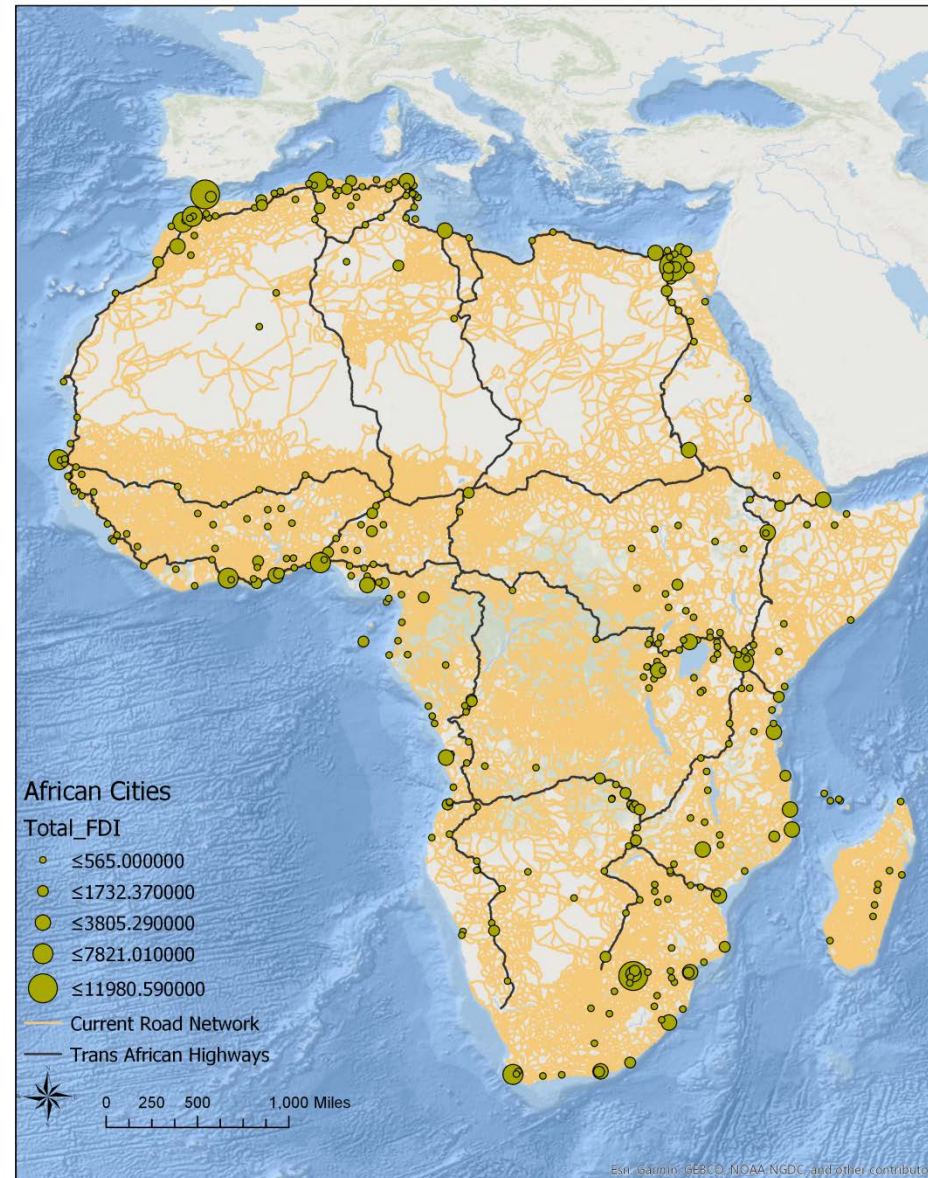 African Cities
Total_FDI
≤565.000000
≤1732.370000
≤3805.290000
≤7821.010000
≤11980.590000
Current Road Network
Trans African Highways
0 250 500 1,000 Miles
Esri, Garmin, GEBCO, NOAA NGDC, and other contributo